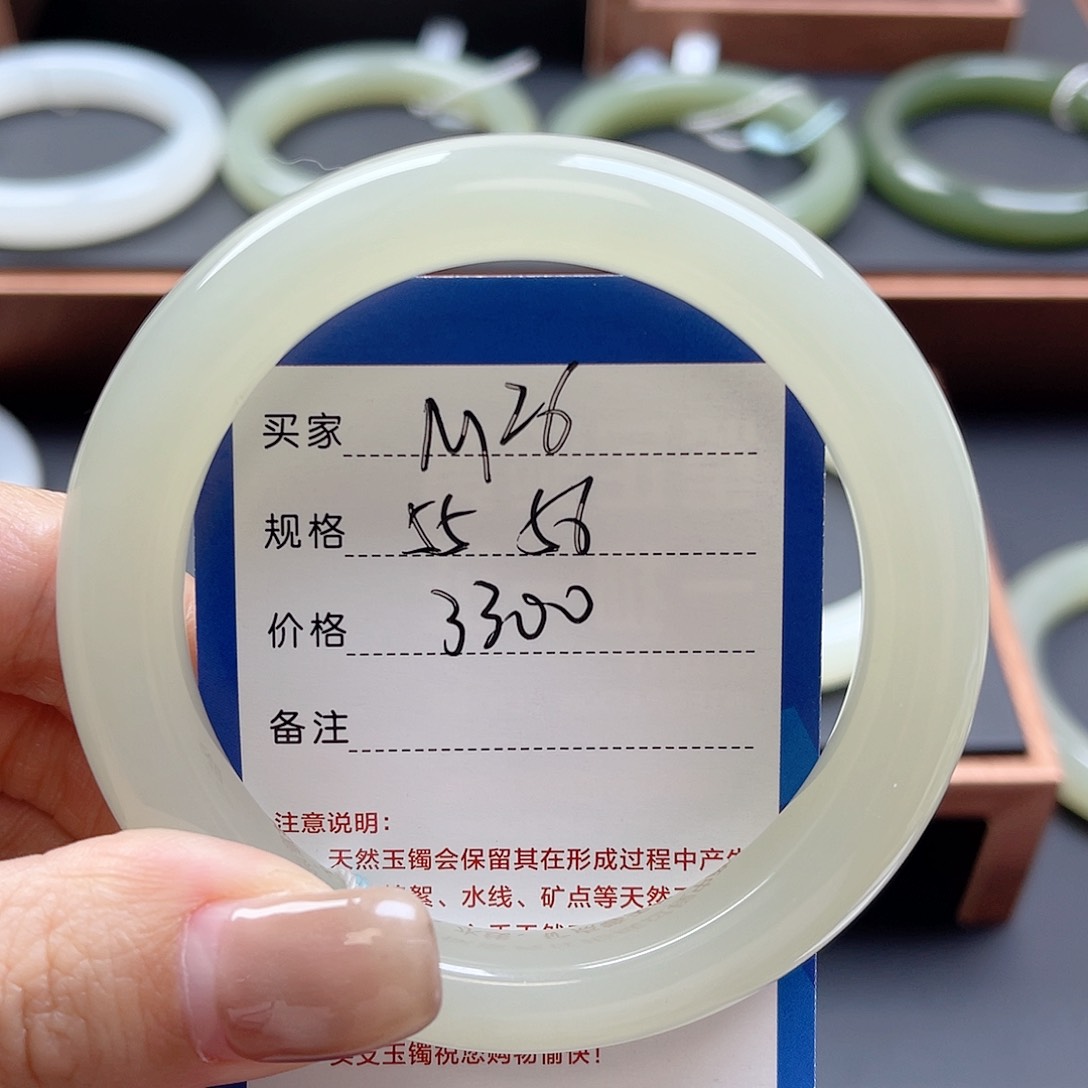 买家 M26
规格 55 56
价格 3300
备注
注意说明:
天然玉镯会保留其在形成过程中产
絮、水线、矿点等天然
玉镯祝您购物愉快!